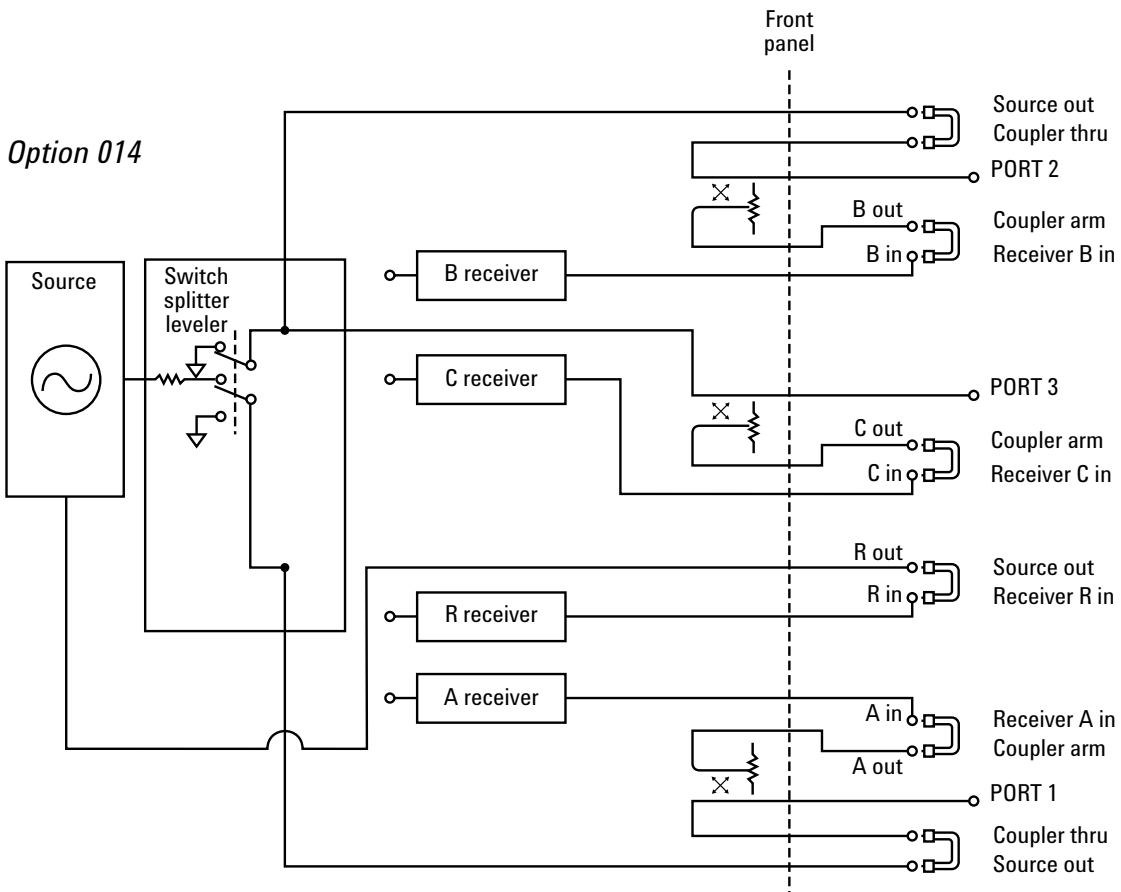 Front
panel
Option 014
Source out
Coupler thru
PORT 2
B out
Coupler arm
B in
Receiver B in
Source
Switch
splitter
leveler
B receiver
C receiver
PORT 3
C out
Coupler arm
C in
Receiver C in
R out
Source out
R in
Receiver R in
R receiver
A receiver
A in
Receiver A in
Coupler arm
A out
PORT 1
Coupler thru
Source out